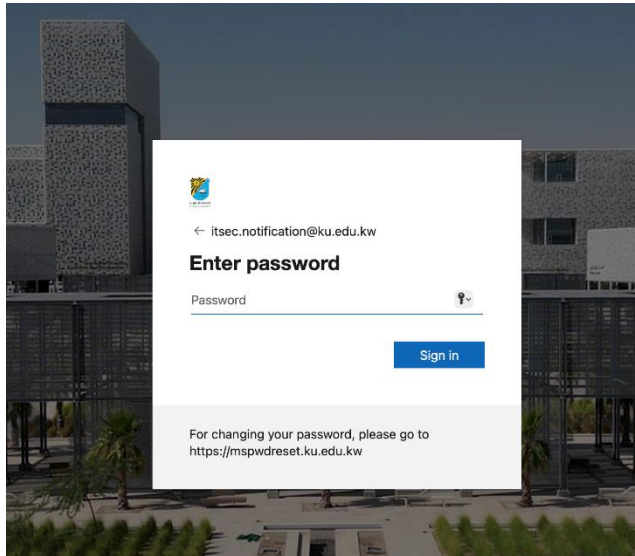 ← itsec.notification@ku.edu.kw
Enter password
Password
Sign in
For changing your password, please go to
https://mspwdreset.ku.edu.kw